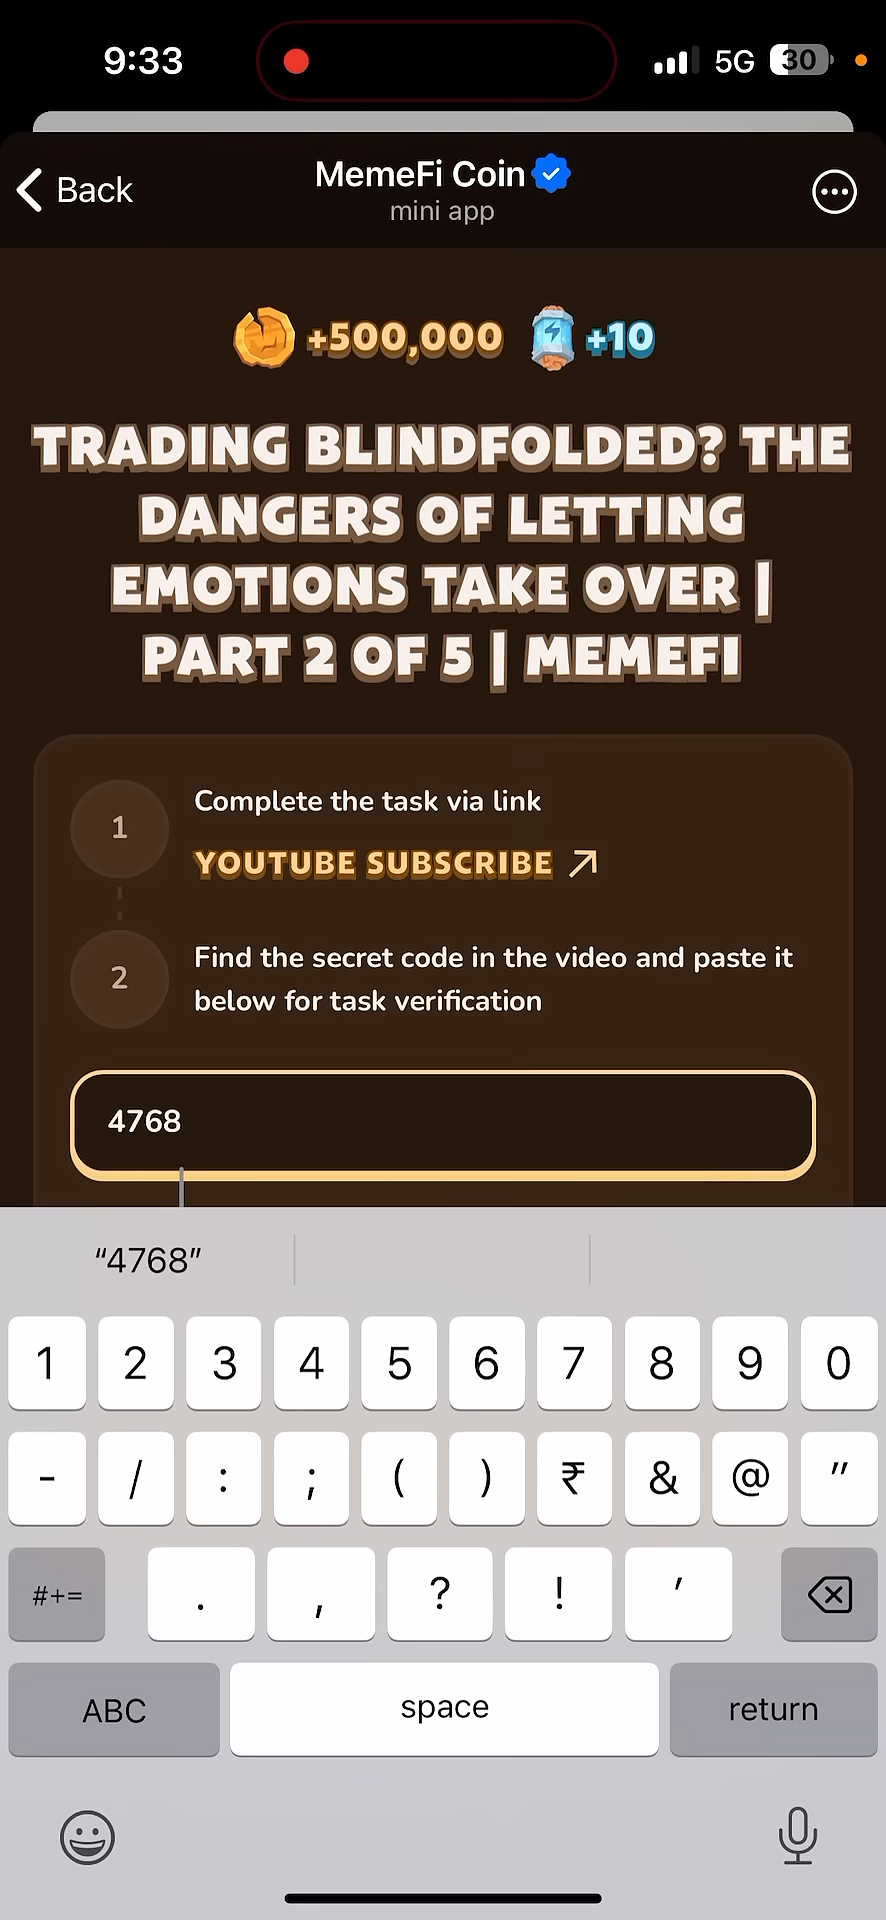 9:33
5G
30
Back
MemeFi Coin
mini app
+500,000
+10
TRADING BLINDFOLDED? THE
DANGERS OF LETTING
EMOTIONS TAKE OVER |
PART 2 OF 5 | MEMEFI
1
Complete the task via link
YOUTUBE SUBSCRIBE
2
Find the secret code in the video and paste it
below for task verification
4768
“4768”
1 2 3 4 5 6 7 8 9 0
- / : ; ( ) ₹ & @ "
#+= . , ? ! '
ABC space return